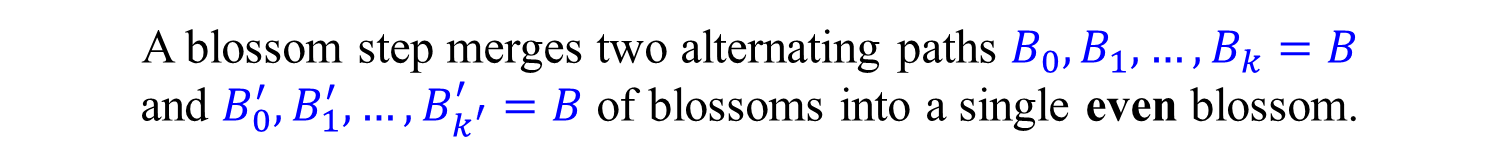 A blossom step merges two alternating paths B₀, B₁, … , Bₖ = B
and B′₀, B′₁, … , B′ₖ′ = B of blossoms into a single even blossom.